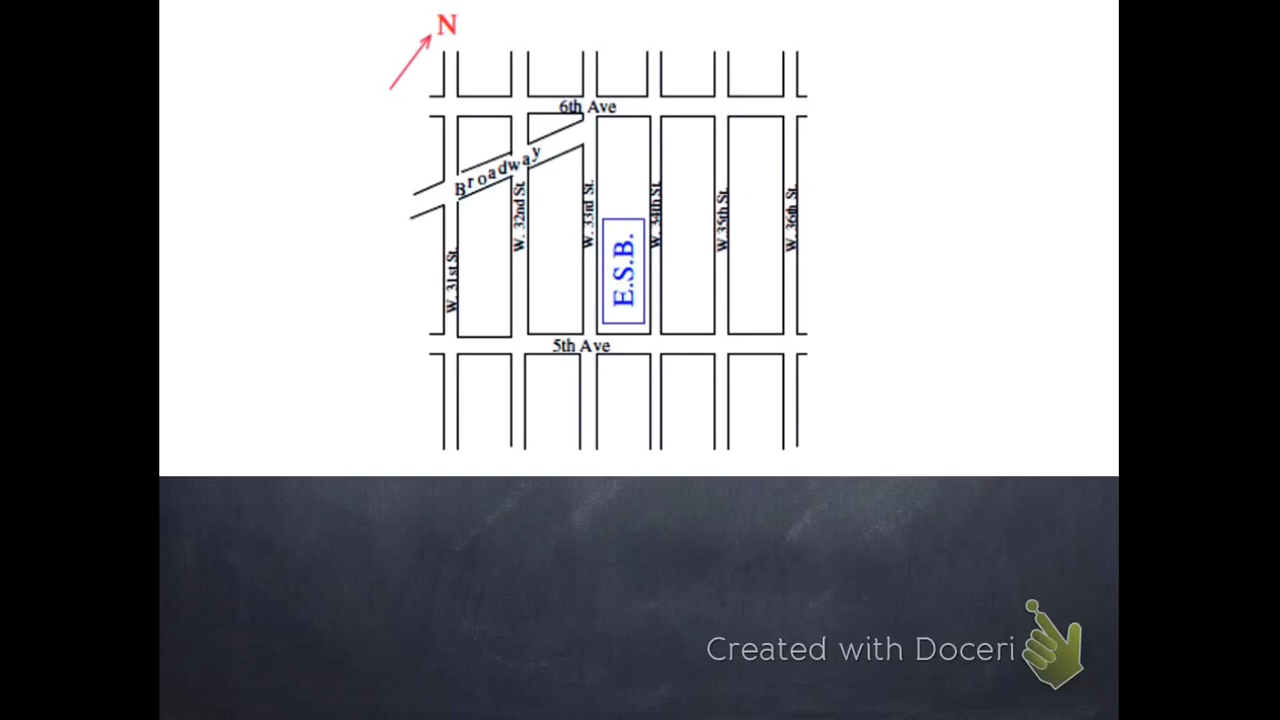 N
6th Ave
Broadway
W. 31st St.
W. 32nd St.
W. 33rd St.
E.S.B.
W. 34th St.
W.35th St.
W. 36th St.
5th Ave
Created with Doceri